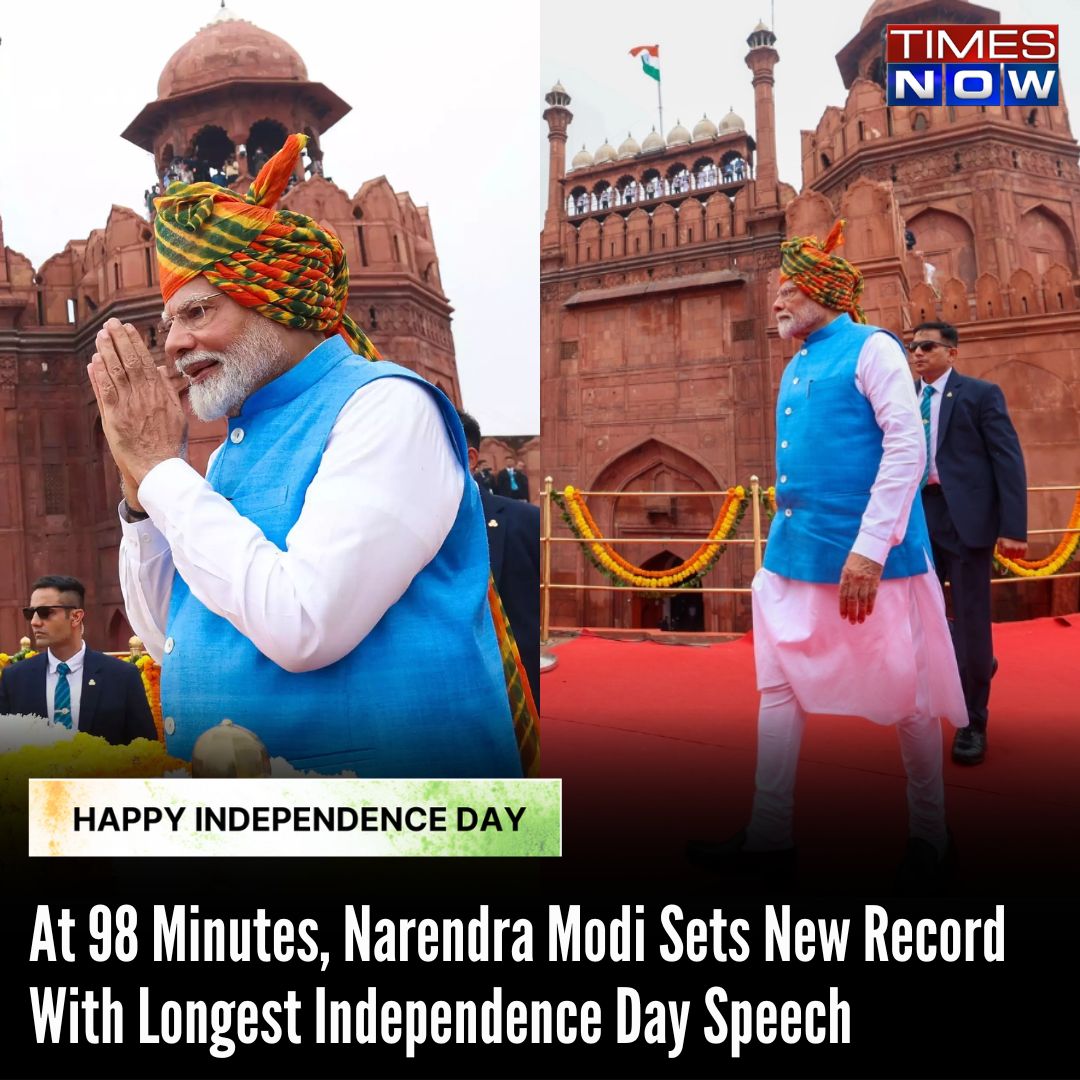 TIMES
NOW
HAPPY INDEPENDENCE DAY
At 98 Minutes, Narendra Modi Sets New Record
With Longest Independence Day Speech